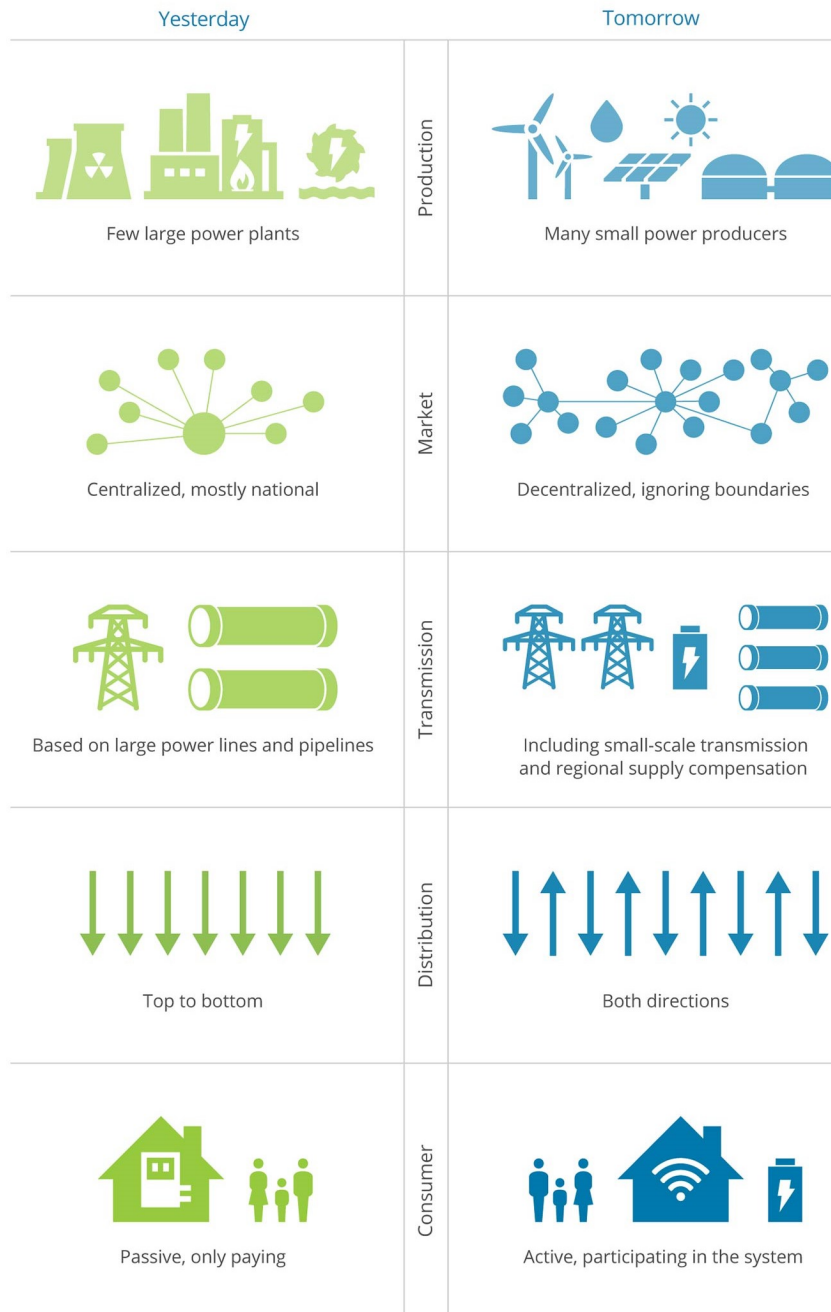 Yesterday
Tomorrow
Production
Few large power plants
Many small power producers
Market
Centralized, mostly national
Decentralized, ignoring boundaries
Transmission
Based on large power lines and pipelines
Including small-scale transmission
and regional supply compensation
Distribution
Top to bottom
Both directions
Consumer
Passive, only paying
Active, participating in the system